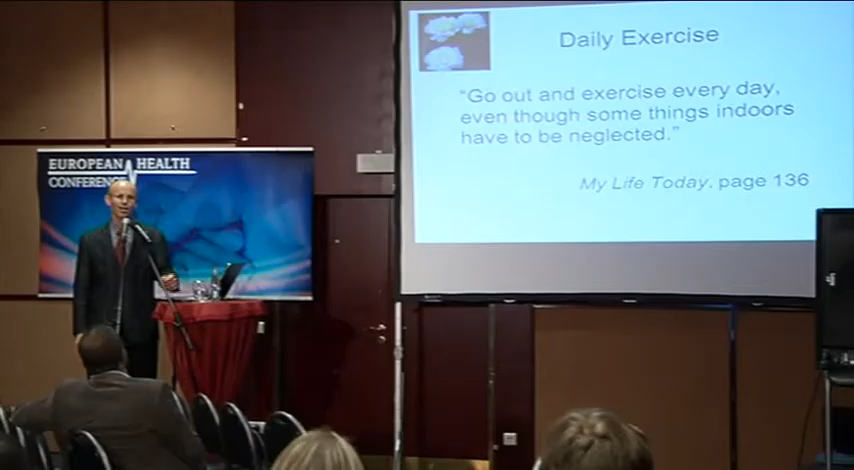 EUROPEAN HEALTH
CONFERENCE
Daily Exercise
“Go out and exercise every day,
even though some things indoors
have to be neglected.”
My Life Today, page 136